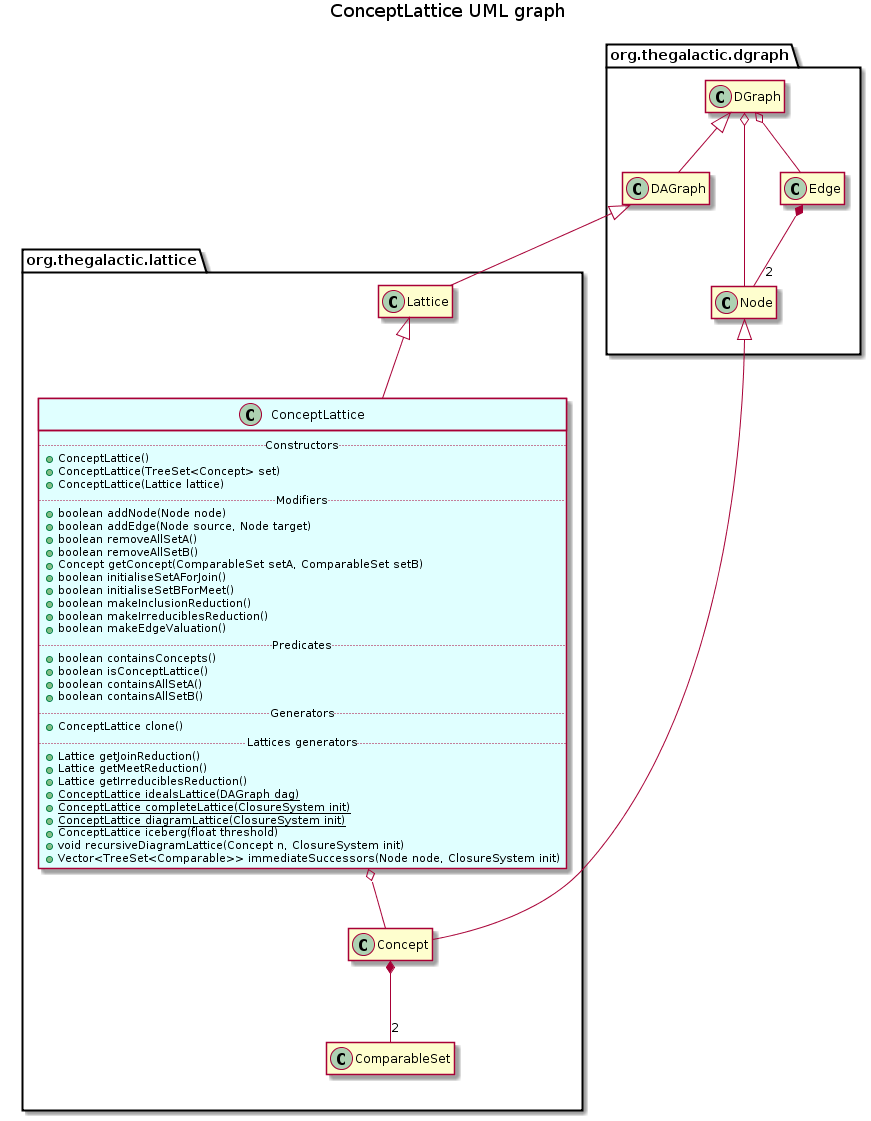 ConceptLattice UML graph
org.thegalactic.dgraph
C DGraph
C DAGraph
C Edge
2
C Node
org.thegalactic.lattice
C Lattice
C ConceptLattice
Constructors
ConceptLattice()
ConceptLattice(TreeSet<Concept> set)
ConceptLattice(Lattice lattice)
Modifiers
boolean addNode(Node node)
boolean addEdge(Node source, Node target)
boolean removeAllSetA()
boolean removeAllSetB()
Concept getConcept(ComparableSet setA, ComparableSet setB)
boolean initialiseSetAForJoin()
boolean initialiseSetBForMeet()
boolean makeInclusionReduction()
boolean makeIrreduciblesReduction()
boolean makeEdgeValuation()
Predicates
boolean containsConcepts()
boolean isConceptLattice()
boolean containsAllSetA()
boolean containsAllSetB()
Generators
ConceptLattice clone()
Lattices generators
Lattice getJoinReduction()
Lattice getMeetReduction()
Lattice getIrreduciblesReduction()
ConceptLattice idealsLattice(DAGraph dag)
ConceptLattice completeLattice(ClosureSystem init)
ConceptLattice diagramLattice(ClosureSystem init)
ConceptLattice iceberg(float threshold)
void recursiveDiagramLattice(Concept n, ClosureSystem init)
Vector<TreeSet<Comparable>> immediateSuccessors(Node node, ClosureSystem init)
C Concept
2
C ComparableSet